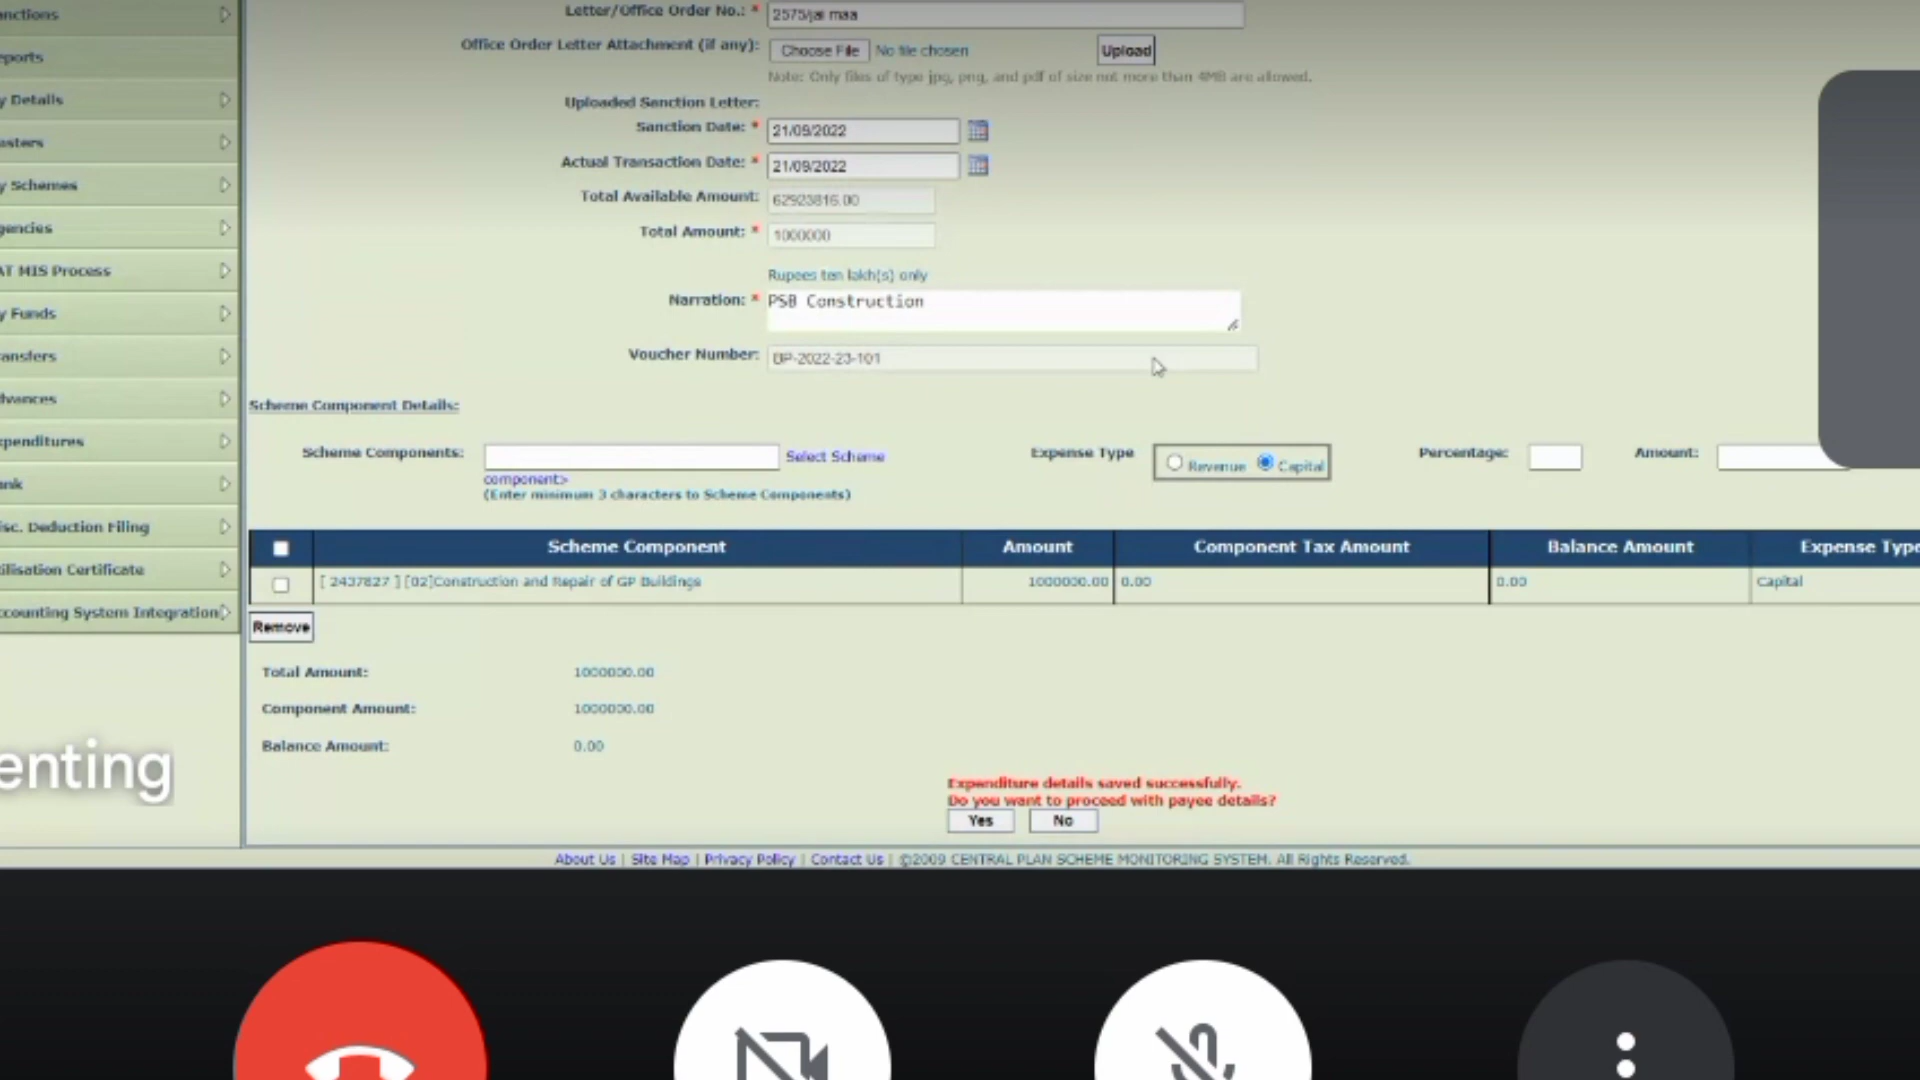 nctions
Letter/Office Order No.: * 2575/jai maa
Office Order Letter Attachment (if any): Choose File No file chosen Upload
eports
Note: Only files of type jpg, png, and pdf of size not more than 4MB are allowed.
y Details
Uploaded Sanction Letter:
Sanction Date: * 21/09/2022
asters
Actual Transaction Date: * 21/09/2022
y Schemes
Total Available Amount: 62923816.00
gencies
Total Amount: * 1000000
AT MIS Process
Rupees ten lakh(s) only
Narration: * PSB Construction
y Funds
ransfers
Voucher Number: BP-2022-23-101
dvances
Scheme Component Details:
xpenditures
Scheme Components: Select Scheme
component>
(Enter minimum 3 characters to Scheme Components)
Expense Type Revenue Capital
Percentage: Amount:
ank
isc. Deduction Filing
tilisation Certificate
ccounting System Integration
Scheme Component Amount Component Tax Amount Balance Amount Expense Type
[ 2437827 ] [02]Construction and Repair of GP Buildings 1000000.00 0.00 0.00 Capital
Remove
Total Amount: 1000000.00
Component Amount: 1000000.00
Balance Amount: 0.00
enting
Expenditure details saved successfully.
Do you want to proceed with payee details?
Yes No
About Us | Site Map | Privacy Policy | Contact Us | ©2009 CENTRAL PLAN SCHEME MONITORING SYSTEM. All Rights Reserved.